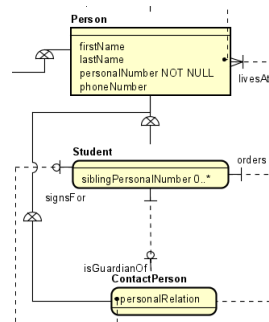 Person
firstName
lastName
personalNumber NOT NULL
phoneNumber
livesAt
Student
orders
siblingPersonalNumber 0..*
signsFor
isGuardianOf
ContactPerson
personalRelation